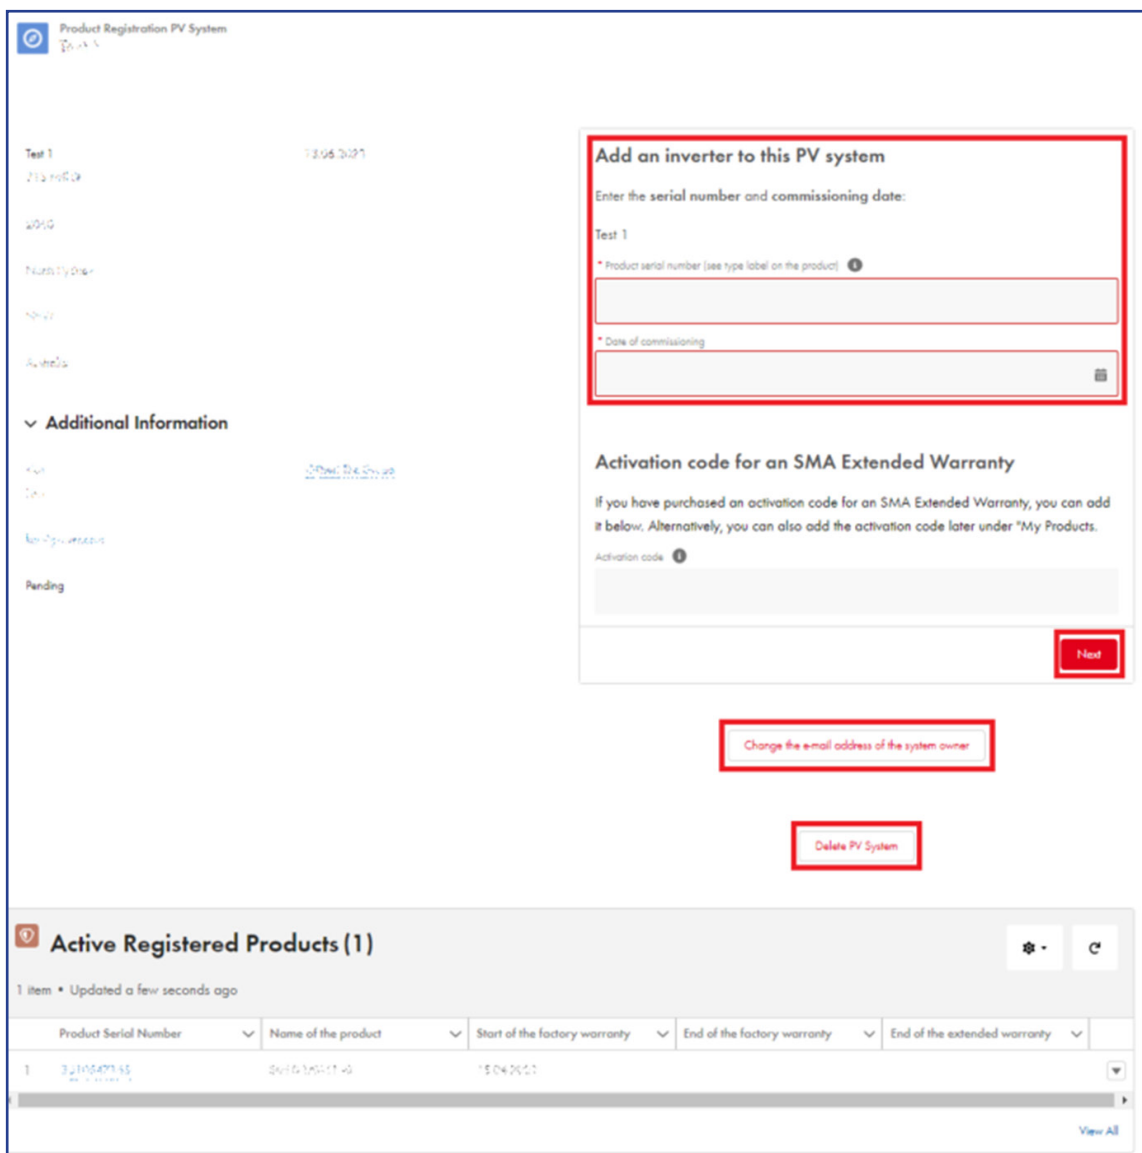 Product Registration PV System
Test 1
Add an inverter to this PV system
Enter the serial number and commissioning date:
Test 1
* Product serial number (see type label on the product)
* Date of commissioning
Additional Information
Pending
Activation code for an SMA Extended Warranty
If you have purchased an activation code for an SMA Extended Warranty, you can add
it below. Alternatively, you can also add the activation code later under "My Products.
Activation code
Next
Change the e-mail address of the system owner
Delete PV System
Active Registered Products (1)
1 item • Updated a few seconds ago
Product Serial Number
Name of the product
Start of the factory warranty
End of the factory warranty
End of the extended warranty
1
View All